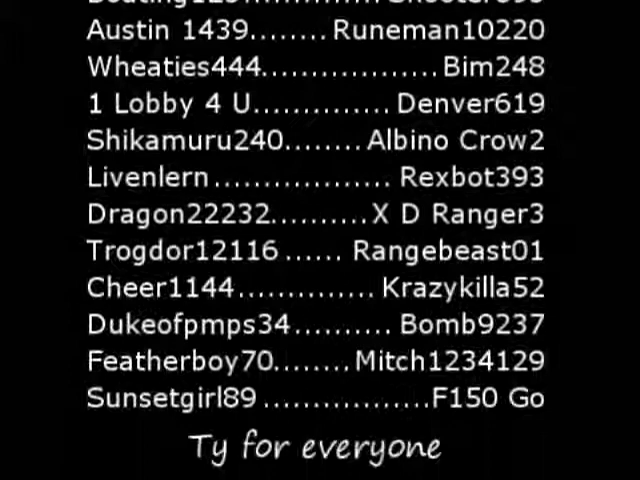 Austin 1439........ Runeman10220
Wheaties444.................. Bim248
1 Lobby 4 U.............. Denver619
Shikamuru240........ Albino Crow2
Livenlern.................. Rexbot393
Dragon22232..........X D Ranger3
Trogdor12116...... Rangebeast01
Cheer1144.............. Krazykilla52
Dukeofpmps34.......... Bomb9237
Featherboy70........Mitch1234129
Sunsetgirl89.................F150 Go
Ty for everyone